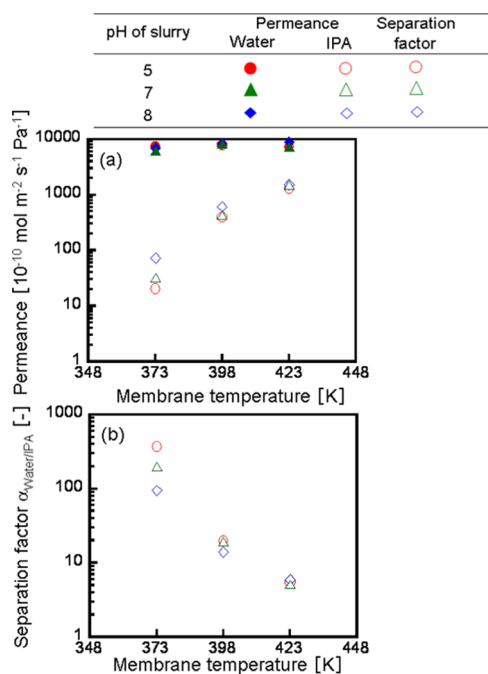 pH of slurry Permeance Separation
Water IPA factor
5
7
8
Permeance [10⁻¹⁰ mol m⁻² s⁻¹ Pa⁻¹]
(a)
10000
1000
100
10
1
348 373 398 423 448
Membrane temperature [K]
Separation factor αWater/IPA [-]
(b)
1000
100
10
1
348 373 398 423 448
Membrane temperature [K]